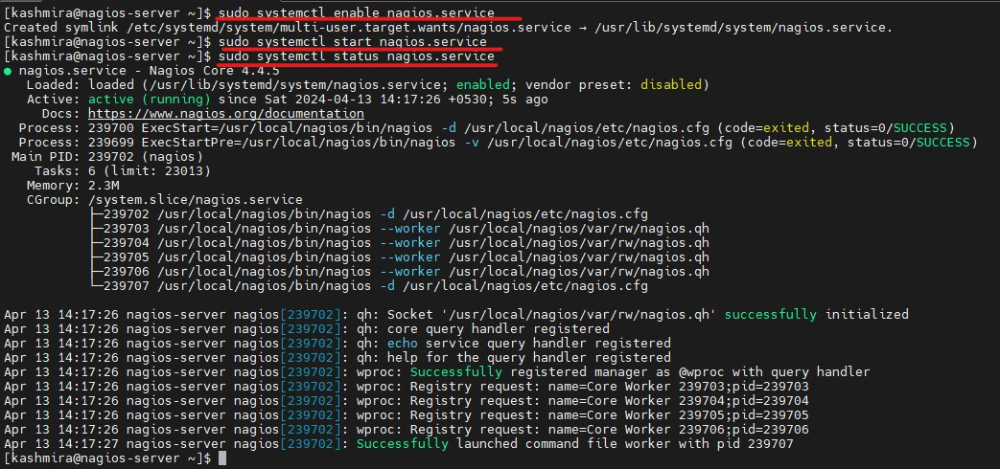 [kashmira@nagios-server ~]$ sudo systemctl enable nagios.service
Created symlink /etc/systemd/system/multi-user.target.wants/nagios.service → /usr/lib/systemd/system/nagios.service.
[kashmira@nagios-server ~]$ sudo systemctl start nagios.service
[kashmira@nagios-server ~]$ sudo systemctl status nagios.service
● nagios.service - Nagios Core 4.4.5
Loaded: loaded (/usr/lib/systemd/system/nagios.service; enabled; vendor preset: disabled)
Active: active (running) since Sat 2024-04-13 14:17:26 +0530; 5s ago
Docs: https://www.nagios.org/documentation
Process: 239700 ExecStart=/usr/local/nagios/bin/nagios -d /usr/local/nagios/etc/nagios.cfg (code=exited, status=0/SUCCESS)
Process: 239699 ExecStartPre=/usr/local/nagios/bin/nagios -v /usr/local/nagios/etc/nagios.cfg (code=exited, status=0/SUCCESS)
Main PID: 239702 (nagios)
Tasks: 6 (limit: 23013)
Memory: 2.3M
CGroup: /system.slice/nagios.service
├─239702 /usr/local/nagios/bin/nagios -d /usr/local/nagios/etc/nagios.cfg
├─239703 /usr/local/nagios/bin/nagios --worker /usr/local/nagios/var/rw/nagios.qh
├─239704 /usr/local/nagios/bin/nagios --worker /usr/local/nagios/var/rw/nagios.qh
├─239705 /usr/local/nagios/bin/nagios --worker /usr/local/nagios/var/rw/nagios.qh
├─239706 /usr/local/nagios/bin/nagios --worker /usr/local/nagios/var/rw/nagios.qh
└─239707 /usr/local/nagios/bin/nagios -d /usr/local/nagios/etc/nagios.cfg
Apr 13 14:17:26 nagios-server nagios[239702]: qh: Socket '/usr/local/nagios/var/rw/nagios.qh' successfully initialized
Apr 13 14:17:26 nagios-server nagios[239702]: qh: core query handler registered
Apr 13 14:17:26 nagios-server nagios[239702]: qh: echo service query handler registered
Apr 13 14:17:26 nagios-server nagios[239702]: qh: help for the query handler registered
Apr 13 14:17:26 nagios-server nagios[239702]: wproc: Successfully registered manager as @wproc with query handler
Apr 13 14:17:26 nagios-server nagios[239702]: wproc: Registry request: name=Core Worker 239703;pid=239703
Apr 13 14:17:26 nagios-server nagios[239702]: wproc: Registry request: name=Core Worker 239704;pid=239704
Apr 13 14:17:26 nagios-server nagios[239702]: wproc: Registry request: name=Core Worker 239705;pid=239705
Apr 13 14:17:26 nagios-server nagios[239702]: wproc: Registry request: name=Core Worker 239706;pid=239706
Apr 13 14:17:27 nagios-server nagios[239702]: Successfully launched command file worker with pid 239707
[kashmira@nagios-server ~]$